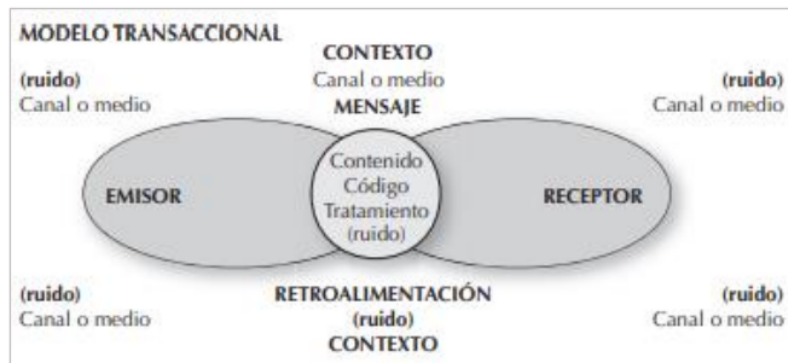 MODELO TRANSACCIONAL
CONTEXTO
(ruido)
Canal o medio
(ruido)
Canal o medio
MENSAJE
Canal o medio
EMISOR
Contenido
Código
Tratamiento
(ruido)
RECEPTOR
(ruido)
RETROALIMENTACIÓN
(ruido)
Canal o medio
(ruido)
Canal o medio
CONTEXTO